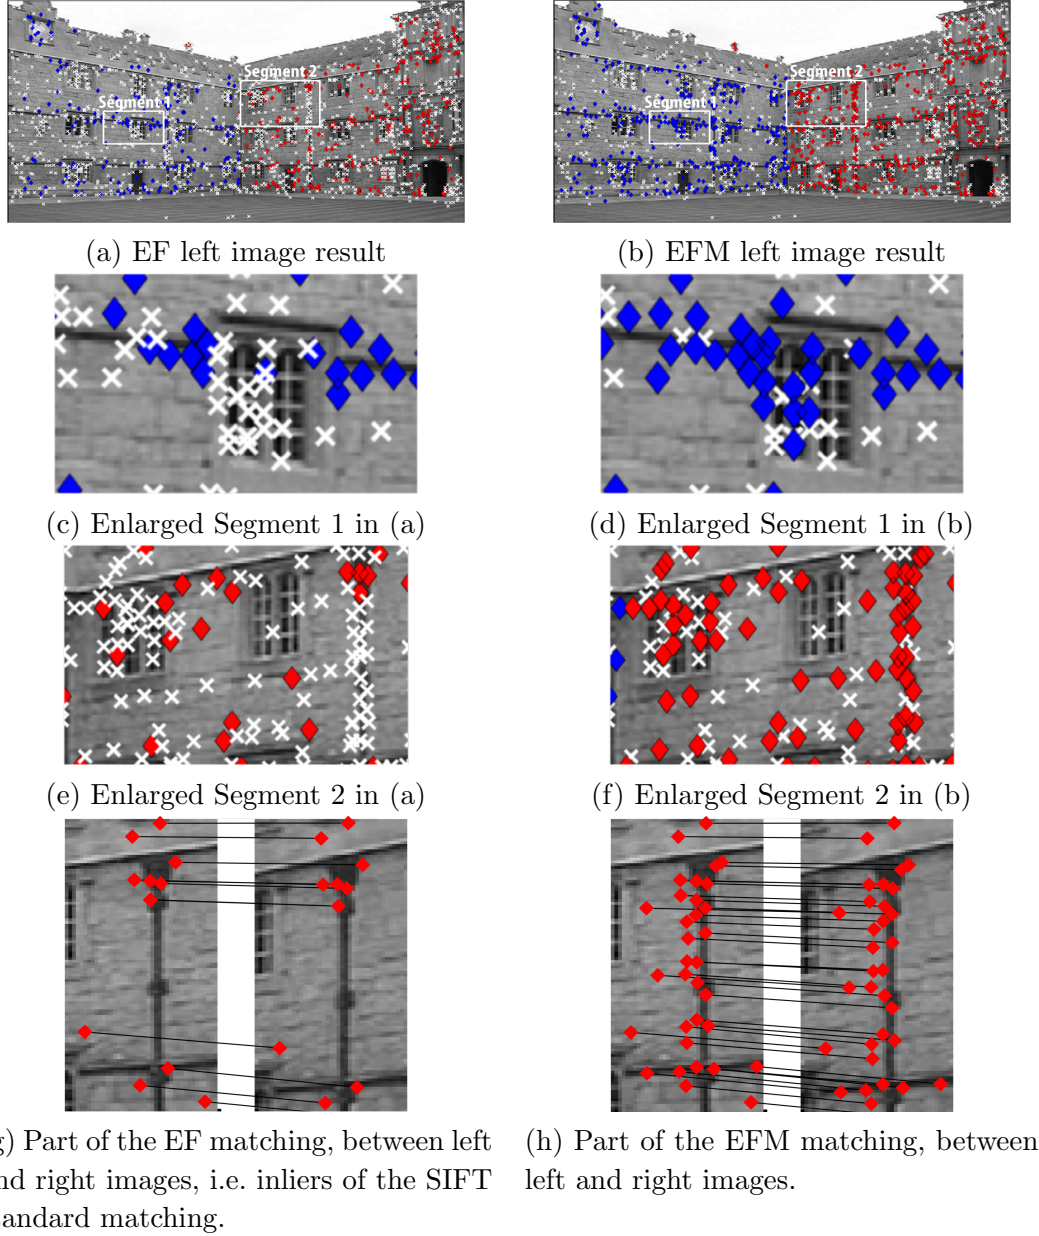 Segment 2
Segment 1
Segment 2
Segment
(a) EF left image result
(b) EFM left image result
(c) Enlarged Segment 1 in (a)
(d) Enlarged Segment 1 in (b)
(e) Enlarged Segment 2 in (a)
(f) Enlarged Segment 2 in (b)
g) Part of the EF matching, between left
nd right images, i.e. inliers of the SIFT
tandard matching.
(h) Part of the EFM matching, between
left and right images.